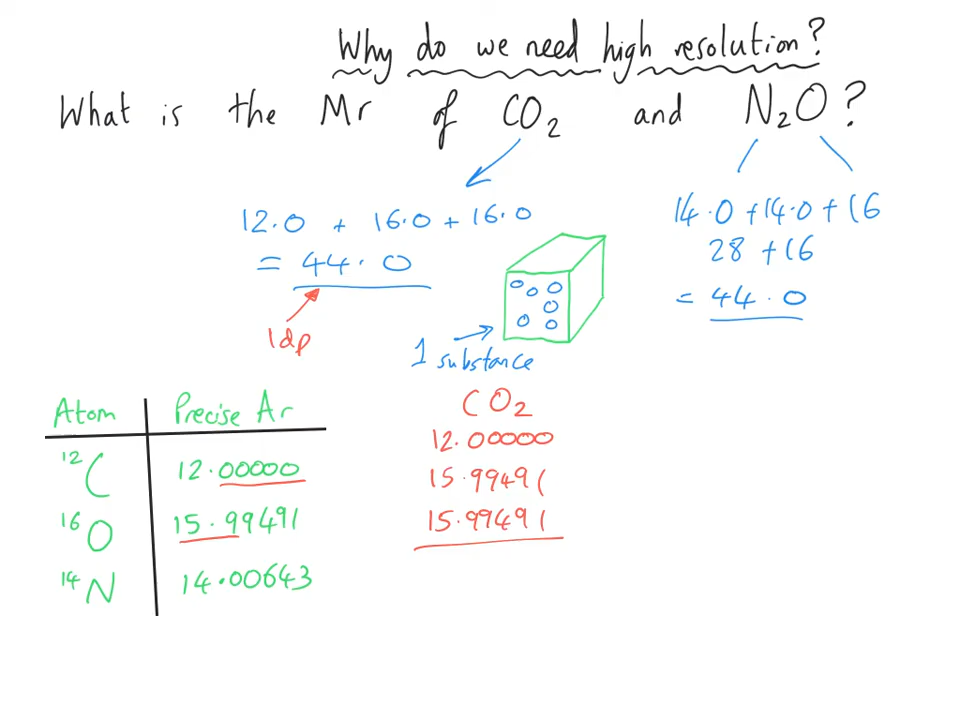 Why do we need high resolution?
What is the Mr of CO2 and N2O?
12.0 + 16.0 + 16.0
= 44.0
1dp
14.0 + 14.0 + 16
28 + 16
= 44.0
1 substance
Atom Precise Ar
12C 12.00000
16O 15.99491
14N 14.00643
CO2
12.00000
15.99491
15.99491